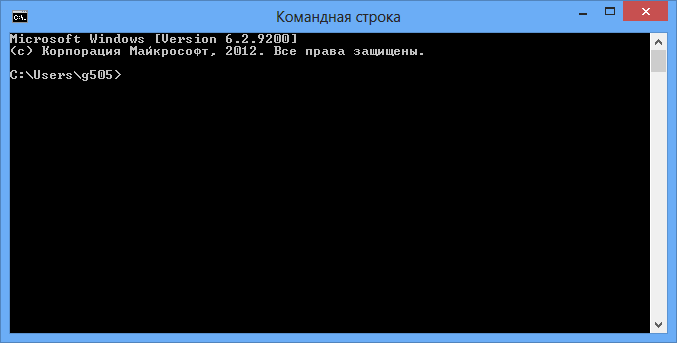 Командная строка
Microsoft Windows [Version 6.2.9200]
(c) Корпорация Майкрософт, 2012. Все права защищены.
C:\Users\g505>